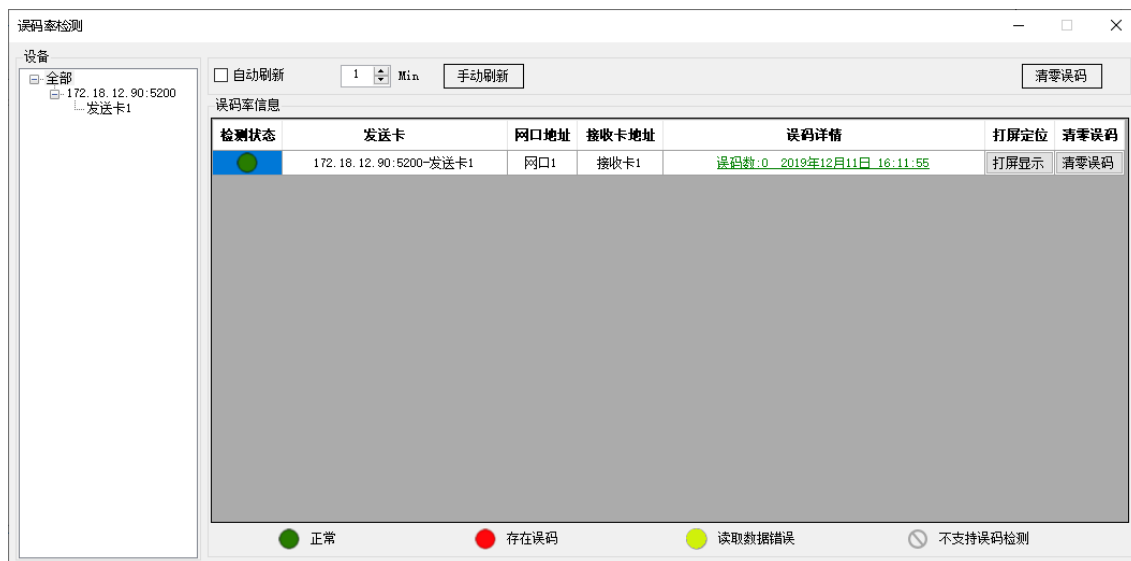 误码率检测
设备
全部
172.18.12.90:5200
发送卡1
自动刷新 1 Min 手动刷新 清零误码
误码率信息
检测状态 发送卡 网口地址 接收卡地址 误码详情 打屏定位 清零误码
172.18.12.90:5200-发送卡1 网口1 接收卡1 误码数:0 2019年12月11日 16:11:55 打屏显示 清零误码
正常 存在误码 读取数据错误 不支持误码检测